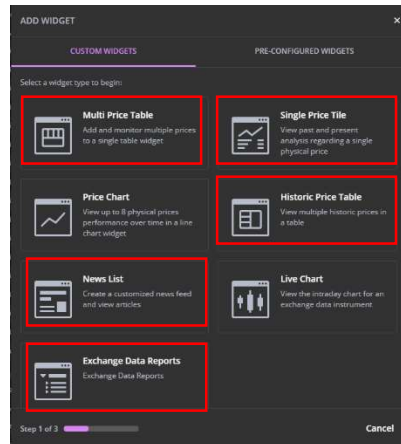 ADD WIDGET ×
CUSTOM WIDGETS PRE-CONFIGURED WIDGETS
Select a widget type to begin:
Multi Price Table
Add and monitor multiple prices
to a single table widget
Single Price Tile
View past and present
analysis regarding a single
physical price
Price Chart
View up to 8 physical prices
performance over time in a line
chart widget
Historic Price Table
View multiple historic prices in
a table
News List
Create a customized news feed
and view articles
Live Chart
View the intraday chart for an
exchange data instrument.
Exchange Data Reports
Exchange Data Reports
Step 1 of 3 Cancel